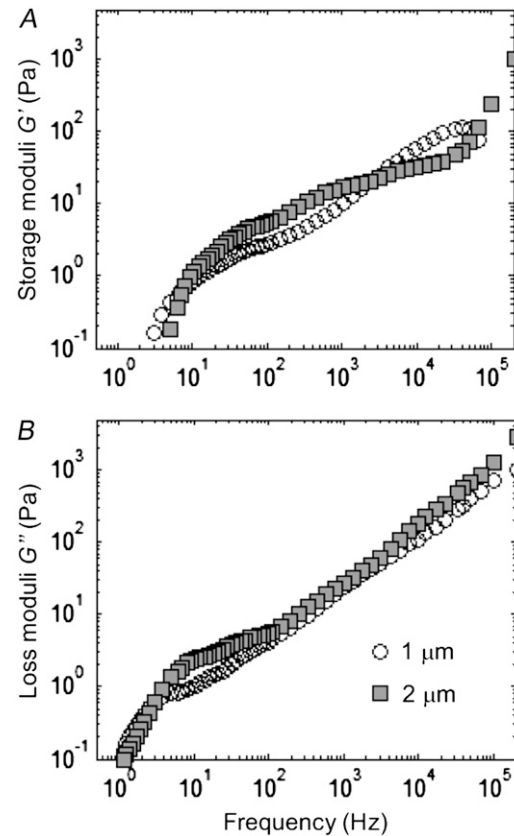 A
Storage moduli G' (Pa)
10³
10²
10¹
10⁰
10⁻¹
10⁰ 10¹ 10² 10³ 10⁴ 10⁵
B
Loss moduli G" (Pa)
10³
10²
10¹
10⁰
10⁻¹
1 μm
2 μm
10⁰ 10¹ 10² 10³ 10⁴ 10⁵
Frequency (Hz)